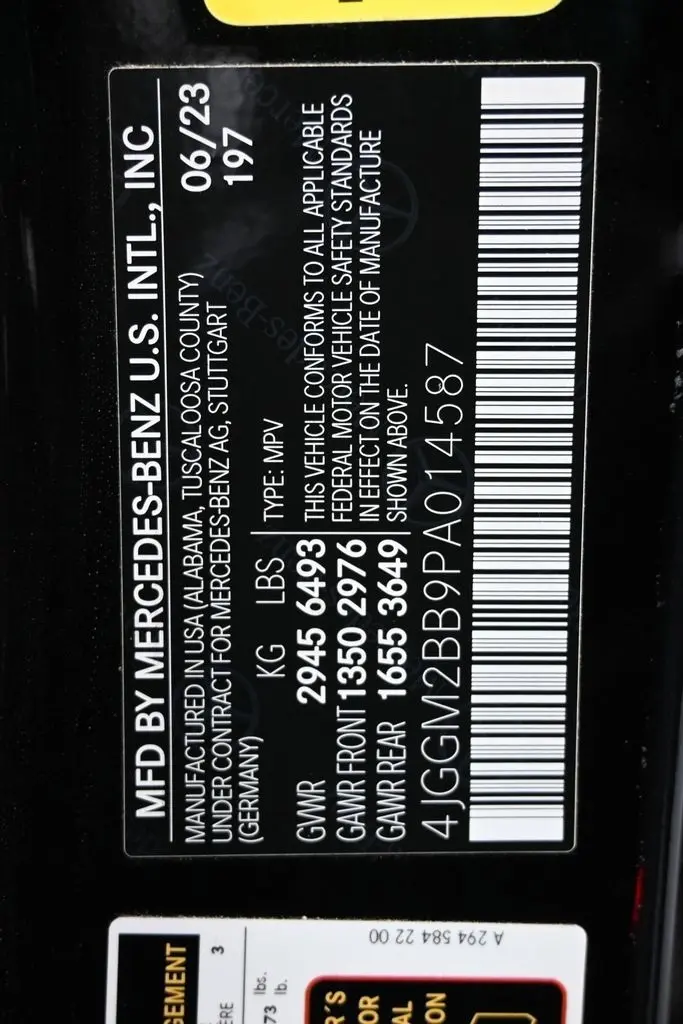 MFD BY MERCEDES-BENZ U.S. INTL., INC
MANUFACTURED IN USA (ALABAMA, TUSCALOOSA COUNTY)
UNDER CONTRACT FOR MERCEDES-BENZ AG, STUTTGART
(GERMANY)
06/23
197
KG LBS
GVWR 2945 6493
GAWR FRONT 1350 2976
GAWR REAR 1655 3649
TYPE: MPV
THIS VEHICLE CONFORMS TO ALL APPLICABLE
FEDERAL MOTOR VEHICLE SAFETY STANDARDS
IN EFFECT ON THE DATE OF MANUFACTURE
SHOWN ABOVE.
4JGGM2BB9PA014587
A 294 584 22 00
3
lbs.
lb.